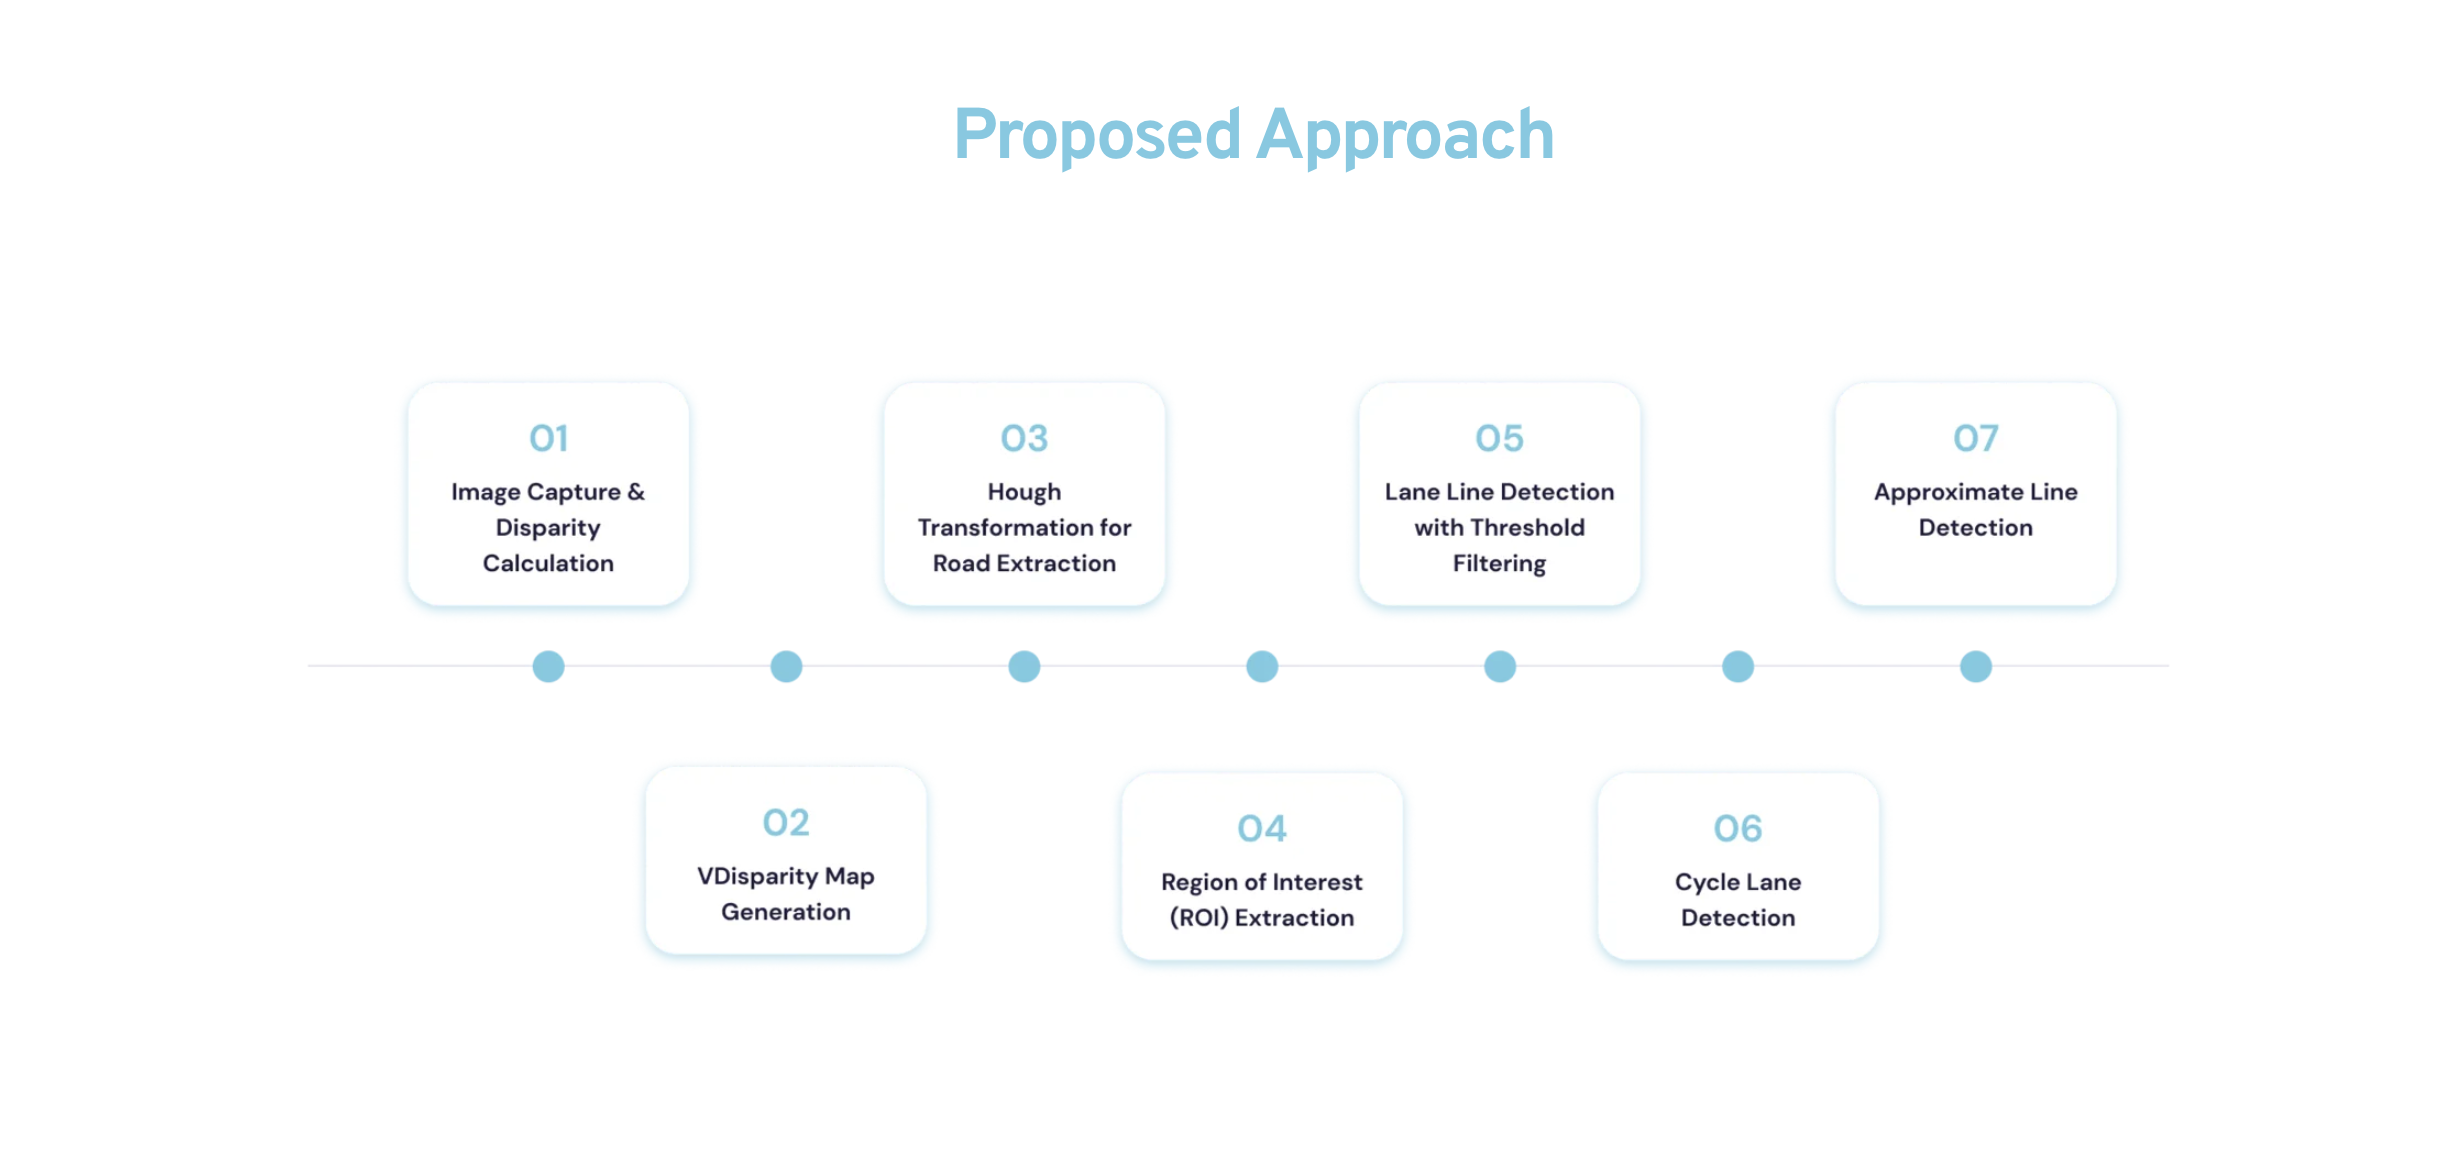 Proposed Approach
01
Image Capture &
Disparity
Calculation
02
VDisparity Map
Generation
03
Hough
Transformation for
Road Extraction
04
Region of Interest
(ROI) Extraction
05
Lane Line Detection
with Threshold
Filtering
06
Cycle Lane
Detection
07
Approximate Line
Detection